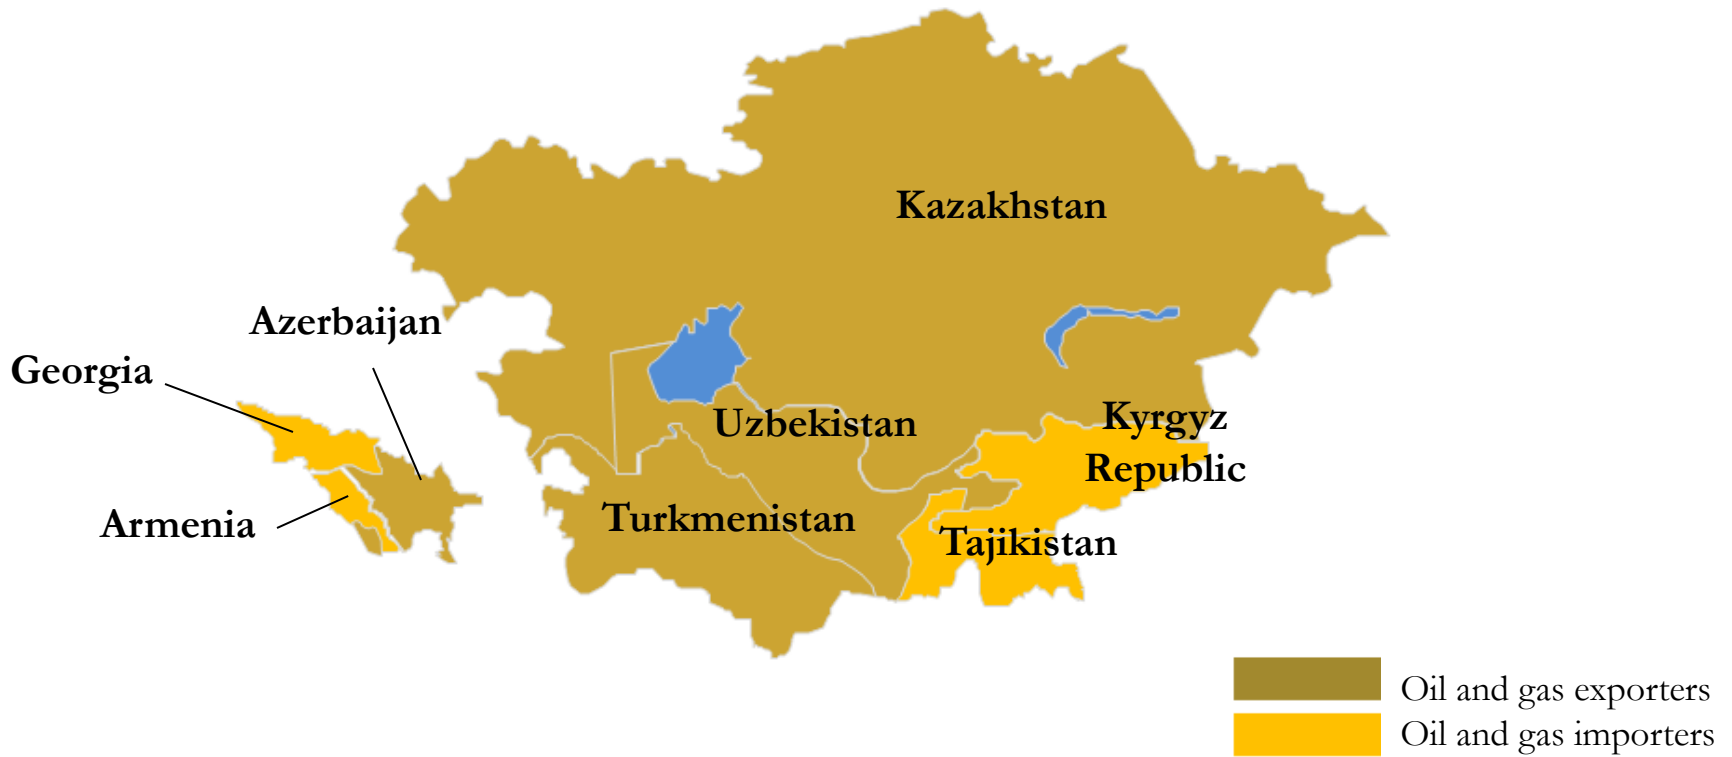 Kazakhstan
Azerbaijan
Georgia
Uzbekistan
Kyrgyz
Republic
Armenia
Turkmenistan
Tajikistan
Oil and gas exporters
Oil and gas importers